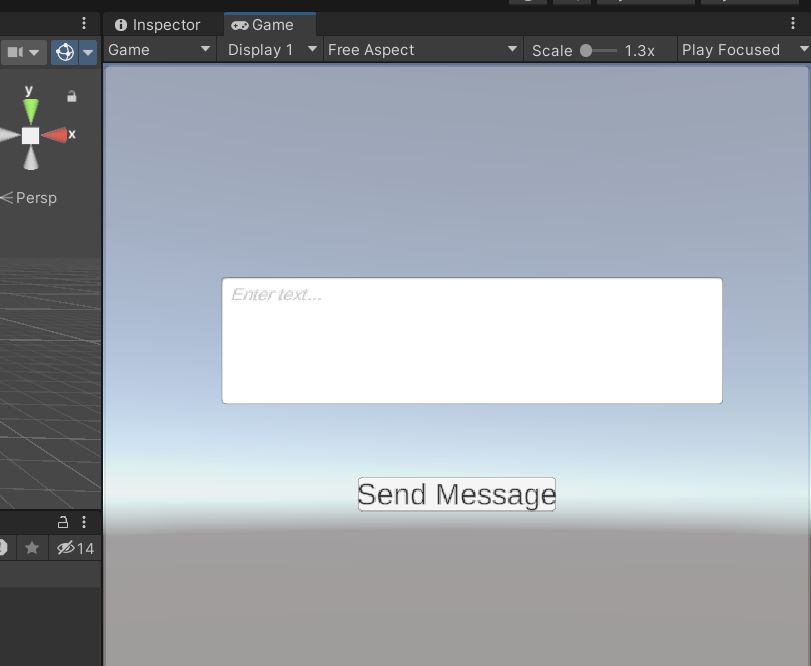 Inspector
Game
Game
Display 1
Free Aspect
Scale
1.3x
Play Focused
y
x
Persp
Enter text...
Send Message
14